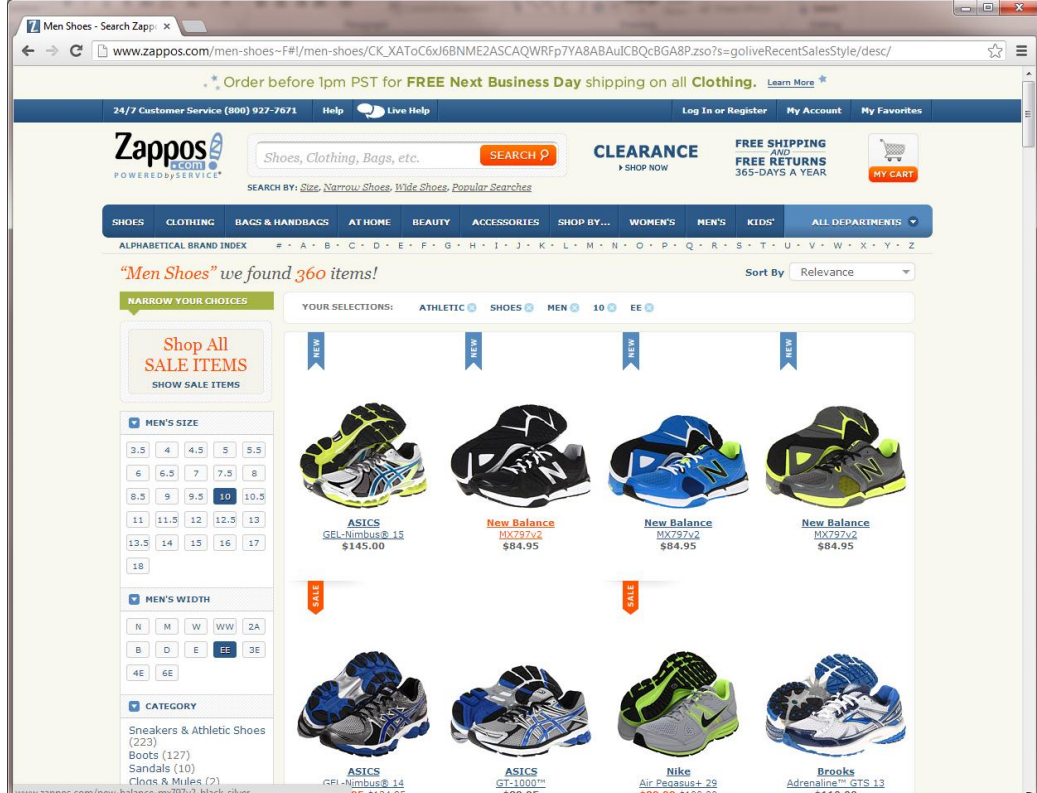 Men Shoes - Search Zappo
www.zappos.com/men-shoes~F#!/men-shoes/CK_XAToC6xJ6BNME2ASCAQWRFp7YA8ABAuICBQcBGA8P.zso?s=goliveRecentSalesStyle/desc/
Order before 1pm PST for FREE Next Business Day shipping on all Clothing. Learn More
24/7 Customer Service (800) 927-7671 Help Live Help Log In or Register My Account My Favorites
Zappos.com
POWERED by SERVICE
Shoes, Clothing, Bags, etc. SEARCH
SEARCH BY: Size, Narrow Shoes, Wide Shoes, Popular Searches
CLEARANCE
SHOP NOW
FREE SHIPPING
AND
FREE RETURNS
365-DAYS A YEAR
MY CART
SHOES CLOTHING BAGS & HANDBAGS AT HOME BEAUTY ACCESSORIES SHOP BY... WOMEN'S MEN'S KIDS' ALL DEPARTMENTS
ALPHABETICAL BRAND INDEX # · A · B · C · D · E · F · G · H · I · J · K · L · M · N · O · P · Q · R · S · T · U · V · W · X · Y · Z
"Men Shoes" we found 360 items!
Sort By Relevance
NARROW YOUR CHOICES
YOUR SELECTIONS: ATHLETIC SHOES MEN 10 EE
Shop All
SALE ITEMS
SHOW SALE ITEMS
MEN'S SIZE
3.5 4 4.5 5 5.5
6 6.5 7 7.5 8
8.5 9 9.5 10 10.5
11 11.5 12 12.5 13
13.5 14 15 16 17
18
MEN'S WIDTH
N M W WW 2A
B D E EE 3E
4E 6E
CATEGORY
Sneakers & Athletic Shoes
(223)
Boots (127)
Sandals (10)
Clogs & Mules (2)
NEW NEW NEW NEW
ASICS New Balance New Balance New Balance
GEL-Nimbus® 15 MX797v2 MX797v2 MX797v2
$145.00 $84.95 $84.95 $84.95
SALE SALE
ASICS ASICS Nike Brooks
GEL-Nimbus® 14 GT-1000™ Air Pegasus+ 29 Adrenaline™ GTS 13